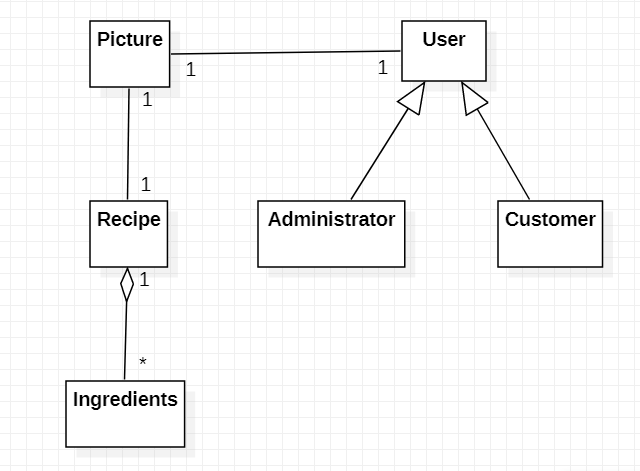 Picture
User
1
1
1
1
Recipe
Administrator
Customer
1
*
Ingredients